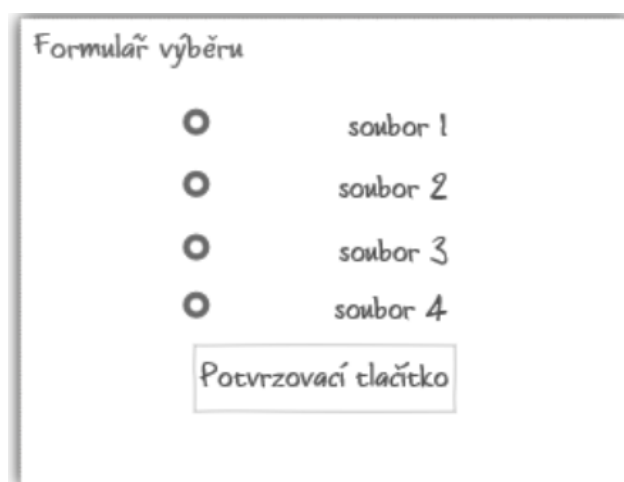 Formulář výběru
soubor 1
soubor 2
soubor 3
soubor 4
Potvrzovací tlačítko